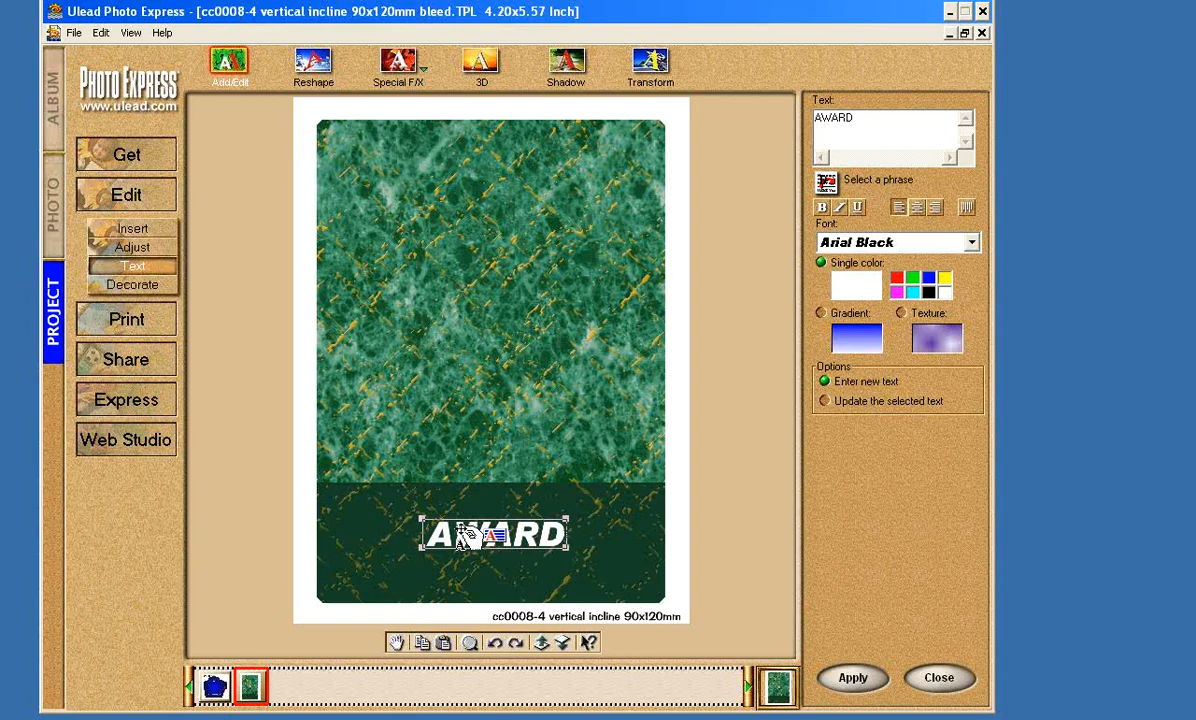 Ulead Photo Express - [cc0008-4 vertical incline 90x120mm bleed.TPL 4.20x5.57 Inch]
File Edit View Help
ALBUM
PHOTO
PROJECT
PHOTO EXPRESS
www.ulead.com
Add/Edit Reshape Special F/X 3D Shadow Transform
Get
Edit
Insert
Adjust
Text
Decorate
Print
Share
Express
Web Studio
AWARD
cc0008-4 vertical incline 90x120mm
Text:
AWARD
Select a phrase
B I U
Font:
Arial Black
Single color:
Gradient: Texture:
Options
Enter new text
Update the selected text
Apply Close